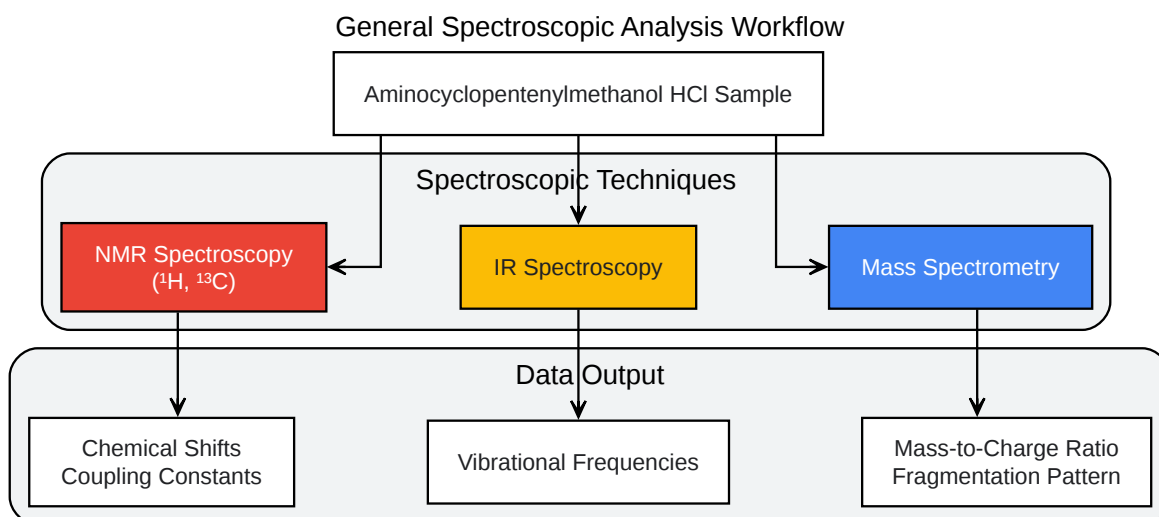 General Spectroscopic Analysis Workflow
Aminocyclopentenylmethanol HCl Sample
Spectroscopic Techniques
NMR Spectroscopy
(¹H, ¹³C)
IR Spectroscopy
Mass Spectrometry
Data Output
Chemical Shifts
Coupling Constants
Vibrational Frequencies
Mass-to-Charge Ratio
Fragmentation Pattern